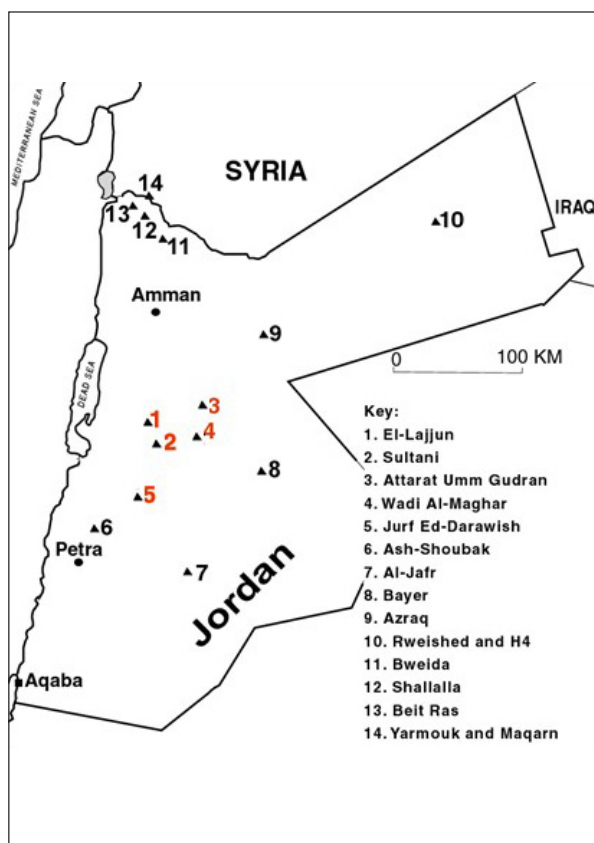 MEDITERRANEAN SEA
SYRIA
14
13
12
11
10
IRAQ
Amman
9
0 100 KM
DEAD SEA
3
1
4
2
8
5
6
Petra
7
Jordan
Aqaba
Key:
1. El-Lajjun
2. Sultani
3. Attarat Umm Gudran
4. Wadi Al-Maghar
5. Jurf Ed-Darawish
6. Ash-Shoubak
7. Al-Jafr
8. Bayer
9. Azraq
10. Rweished and H4
11. Bweida
12. Shallalla
13. Beit Ras
14. Yarmouk and Maqarn